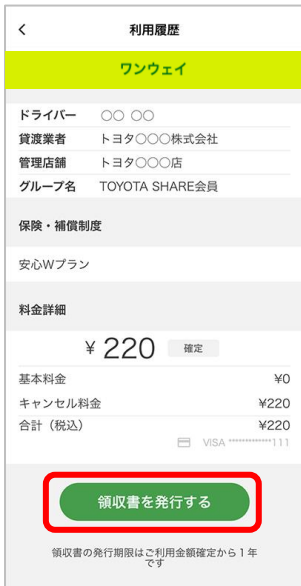 利用履歴
ワンウェイ
ドライバー ○○ ○○
貸渡業者 トヨタ○○○株式会社
管理店舗 トヨタ○○○店
グループ名 TOYOTA SHARE会員
保険・補償制度
安心Wプラン
料金詳細
¥ 220 確定
基本料金 ¥0
キャンセル料金 ¥220
合計（税込） ¥220
VISA *************111
領収書を発行する
領収書の発行期限はご利用金額確定から1年
です